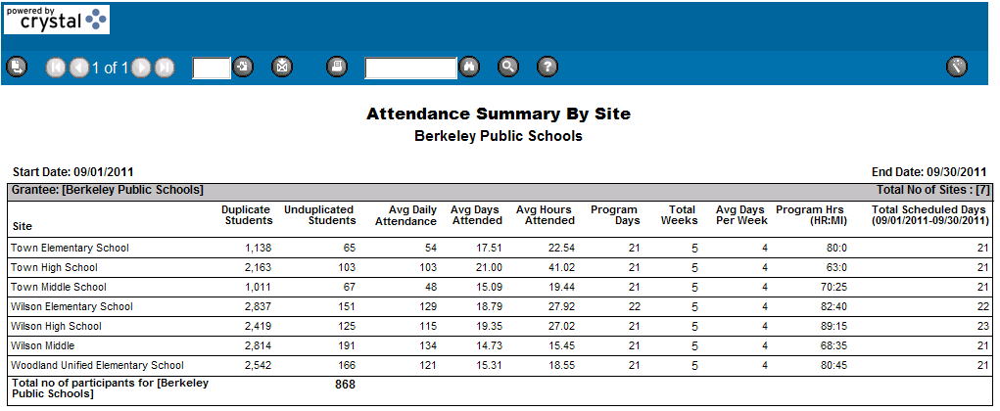 powered by
crystal
1 of 1
?
Attendance Summary By Site
Berkeley Public Schools
Start Date: 09/01/2011 End Date: 09/30/2011
Grantee: [Berkeley Public Schools] Total No of Sites : [7]
Site Duplicate Students Unduplicated Students Avg Daily Attendance Avg Days Attended Avg Hours Attended Program Days Total Weeks Avg Days Per Week Program Hrs (HR:MI) Total Scheduled Days (09/01/2011-09/30/2011)
Town Elementary School 1,138 65 54 17.51 22.54 21 5 4 80:0 21
Town High School 2,163 103 103 21.00 41.02 21 5 4 63:0 21
Town Middle School 1,011 67 48 15.09 19.44 21 5 4 70:25 21
Wilson Elementary School 2,837 151 129 18.79 27.92 22 5 4 82:40 22
Wilson High School 2,419 125 115 19.35 27.02 21 5 4 89:15 23
Wilson Middle 2,814 191 134 14.73 15.45 21 5 4 68:35 21
Woodland Unified Elementary School 2,542 166 121 15.31 18.55 21 5 4 80:45 21
Total no of participants for [Berkeley 868
Public Schools]